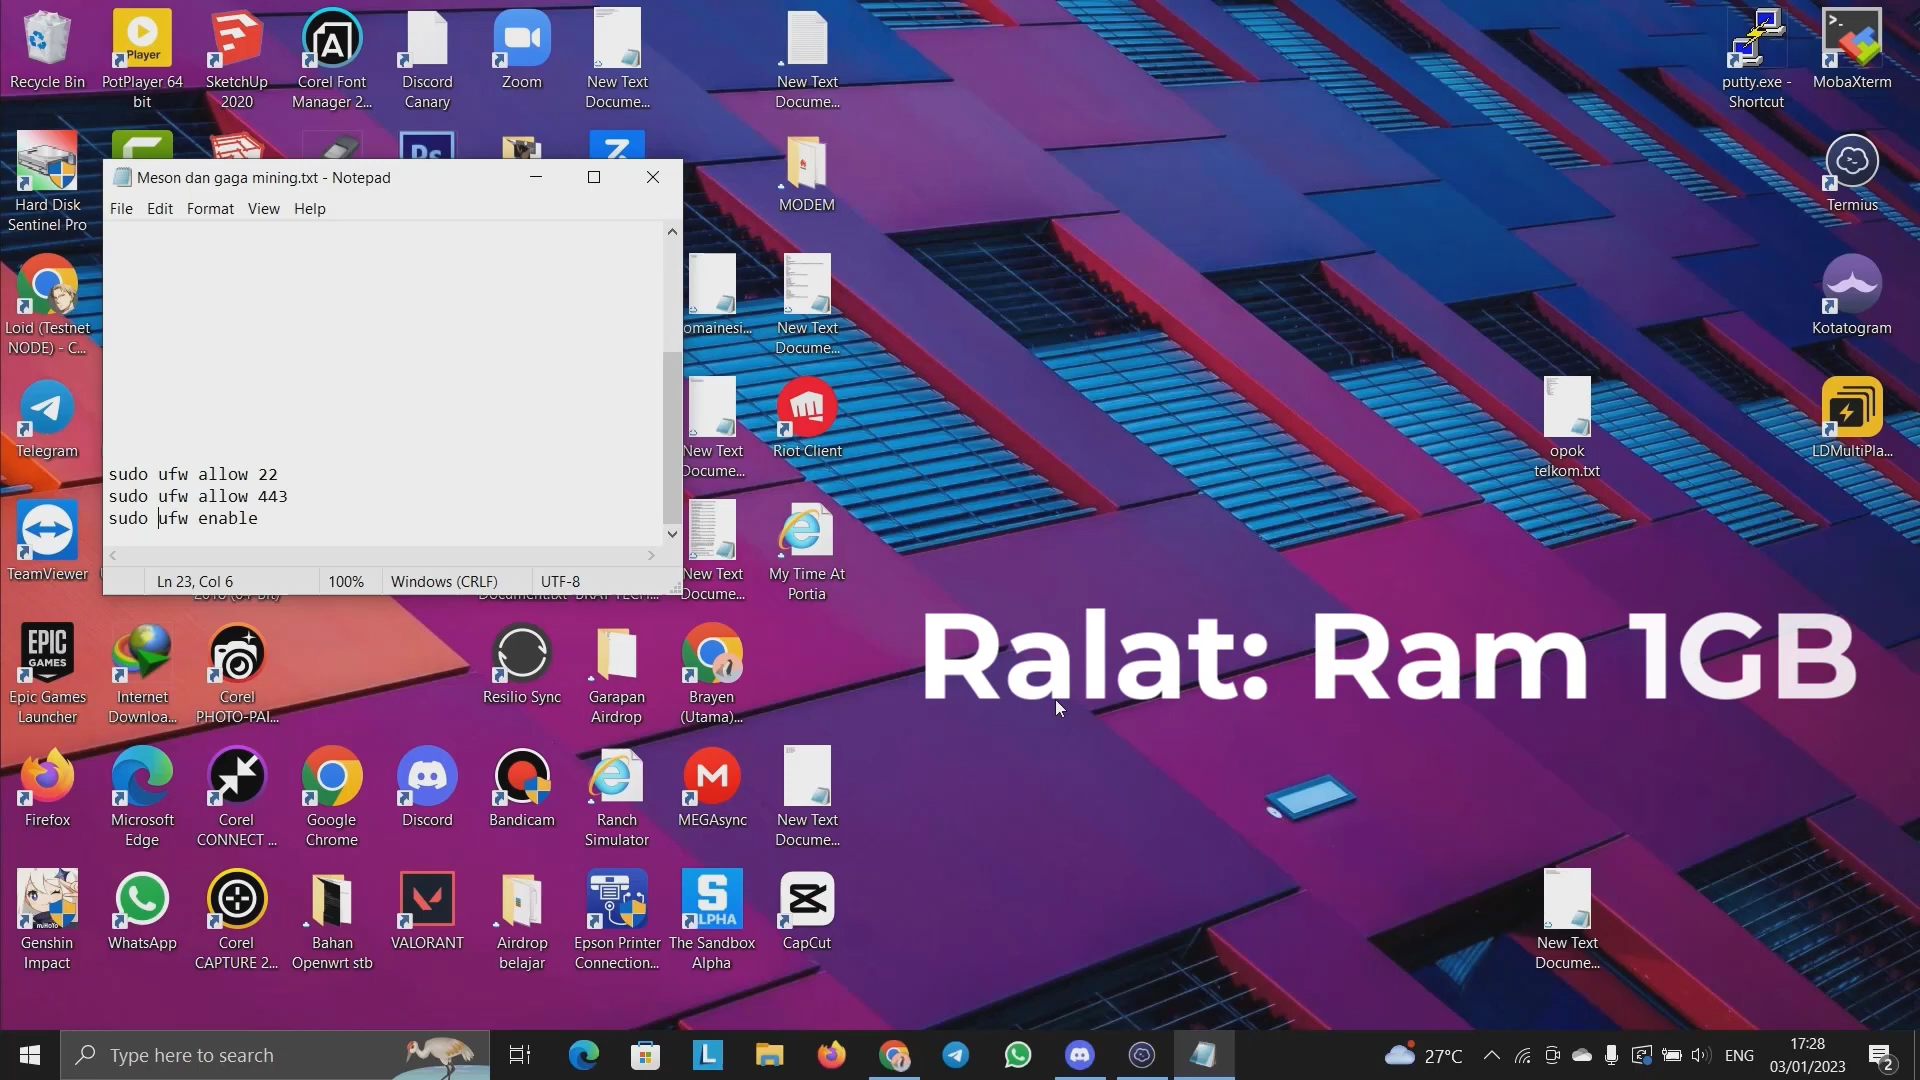 Recycle Bin
PotPlayer 64
bit
SketchUp
2020
Corel Font
Manager 2...
Discord
Canary
Zoom
New Text
Docume...
New Text
Docume...
putty.exe -
Shortcut
MobaXterm
Player
Ps
Z
Hard Disk
Sentinel Pro
Meson dan gaga mining.txt - Notepad
File Edit Format View Help
sudo ufw allow 22
sudo ufw allow 443
sudo ufw enable
Ln 23, Col 6
100%
Windows (CRLF)
UTF-8
MODEM
Termius
Loid (Testnet
NODE) - C...
omainesi...
New Text
Docume...
Kotatogram
Telegram
New Text
Docume...
Riot Client
opok
telkom.txt
LDMultiPla...
TeamViewer
New Text
Docume...
My Time At
Portia
Ralat: Ram 1GB
EPIC
GAMES
Epic Games
Launcher
Internet
Downloa...
Corel
PHOTO-PAI...
Resilio Sync
Garapan
Airdrop
Brayen
(Utama)...
Firefox
Microsoft
Edge
Corel
CONNECT ...
Google
Chrome
Discord
Bandicam
Ranch
Simulator
MEGAsync
New Text
Docume...
Genshin
Impact
WhatsApp
Corel
CAPTURE 2...
Bahan
Openwrt stb
VALORANT
Airdrop
belajar
Epson Printer
Connection...
S
ALPHA
The Sandbox
Alpha
CapCut
New Text
Docume...
Type here to search
L
27°C
ENG
17:28
03/01/2023
2